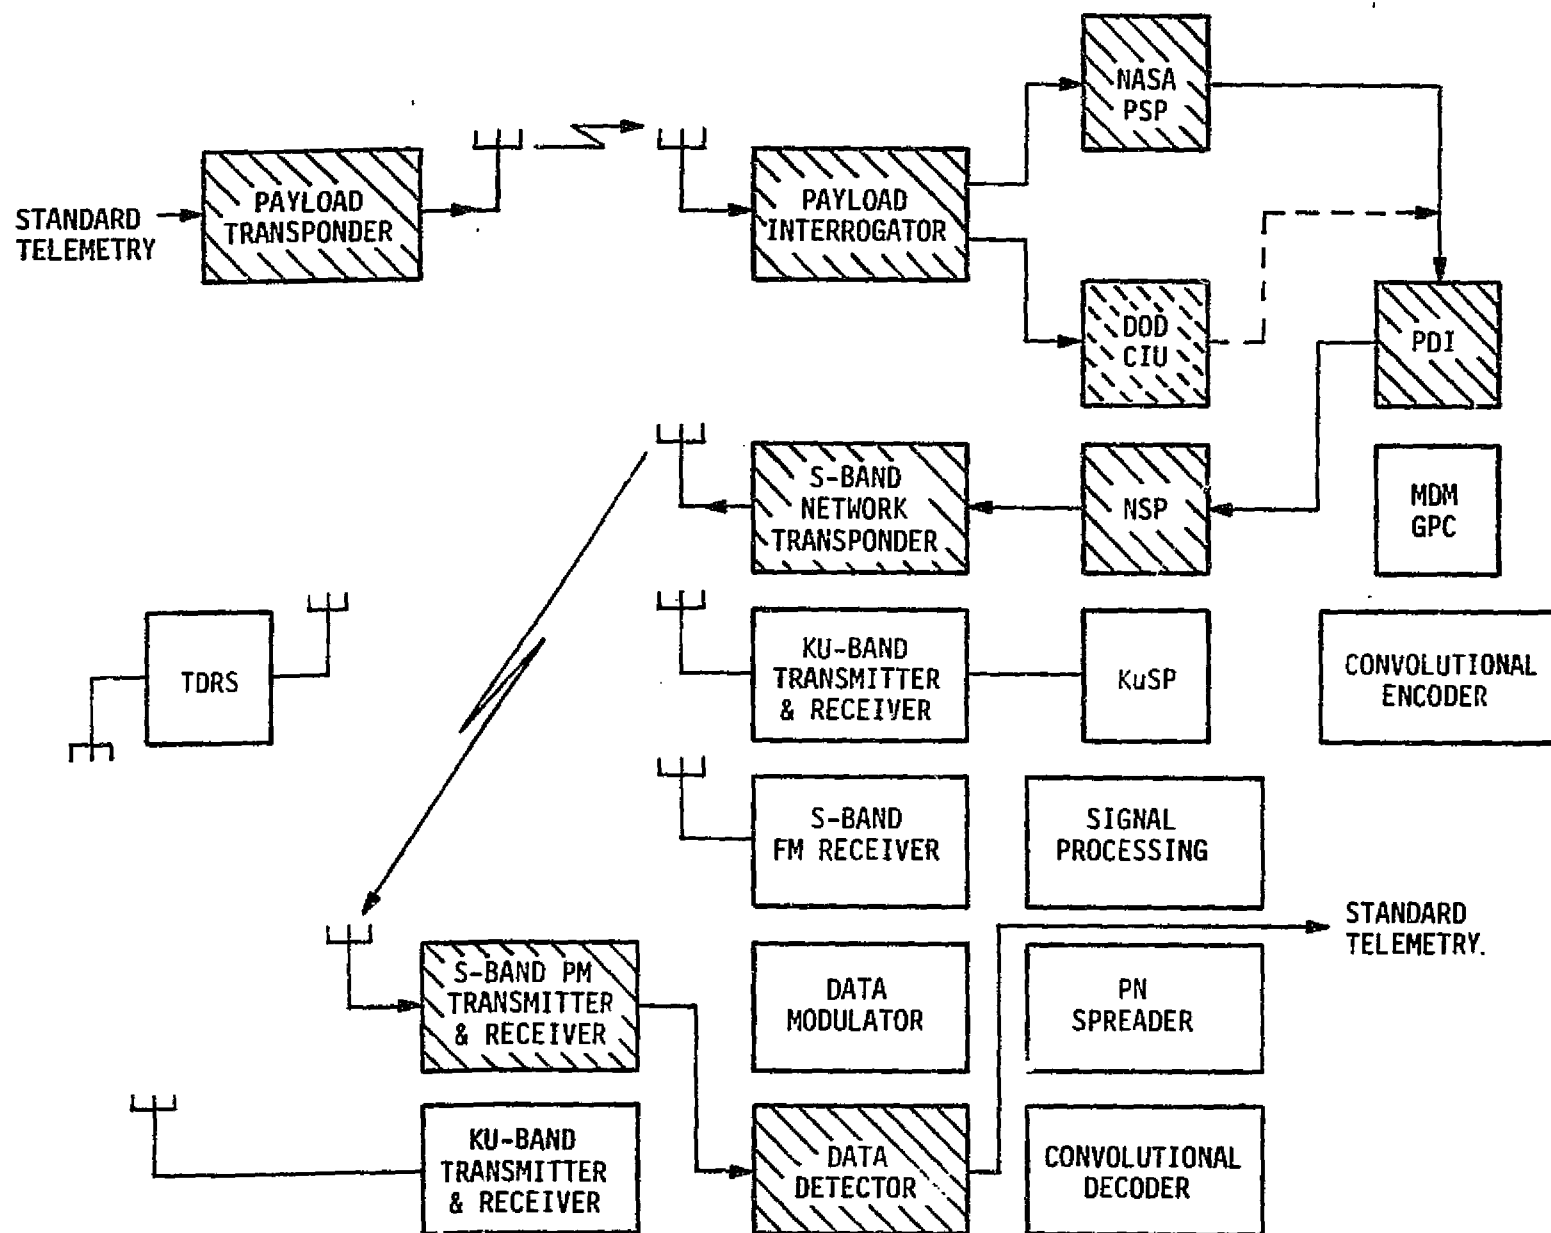 NASA
PSP
PAYLOAD
TRANSPONDER
STANDARD
TELEMETRY
PAYLOAD
INTERROGATOR
DOD
CIU
PDI
S-BAND
NETWORK
TRANSPONDER
NSP
MDM
GPC
TDRS
KU-BAND
TRANSMITTER
& RECEIVER
KuSP
CONVOLUTIONAL
ENCODER
S-BAND
FM RECEIVER
SIGNAL
PROCESSING
STANDARD
TELEMETRY.
S-BAND PM
TRANSMITTER
& RECEIVER
DATA
MODULATOR
PN
SPREADER
KU-BAND
TRANSMITTER
& RECEIVER
DATA
DETECTOR
CONVOLUTIONAL
DECODER